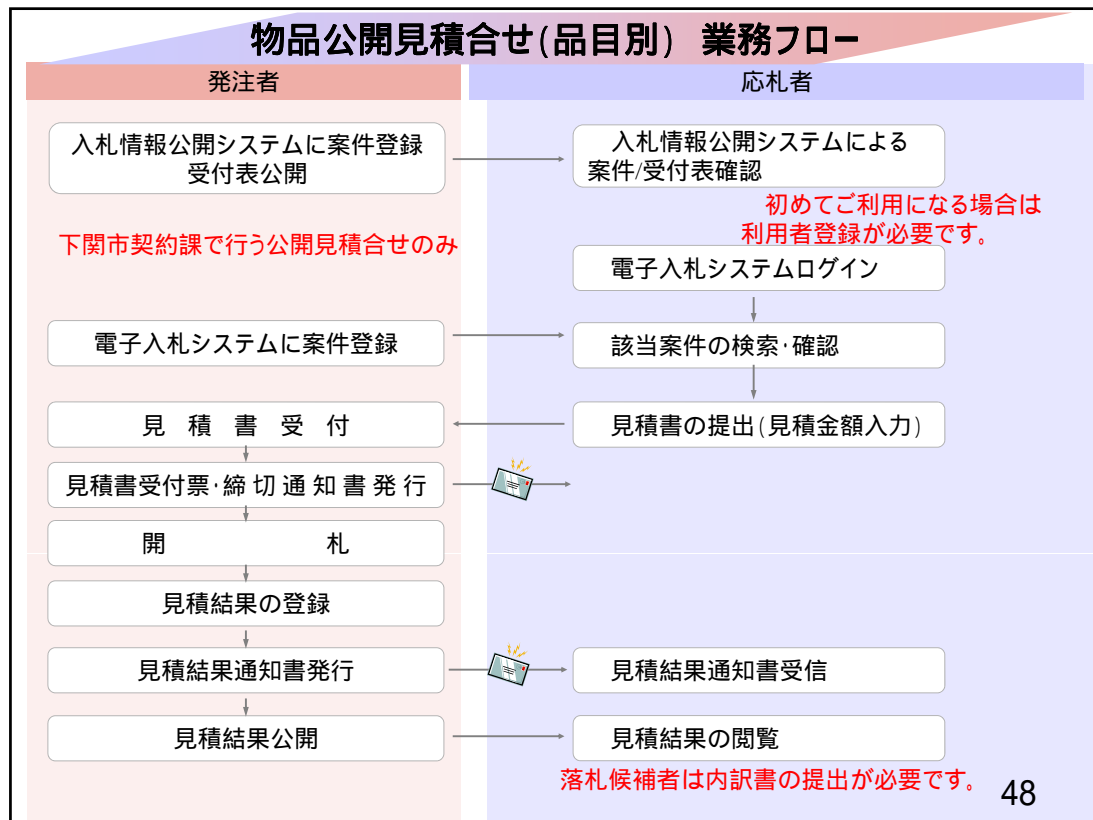 物品公開見積合せ(品目別) 業務フロー
発注者
応札者
入札情報公開システムに案件登録
受付表公開
入札情報公開システムによる
案件/受付表確認
初めてご利用になる場合は
利用者登録が必要です。
下関市契約課で行う公開見積合せのみ
電子入札システムログイン
電子入札システムに案件登録
該当案件の検索・確認
見 積 書 受 付
見積書の提出(見積金額入力)
見積書受付票・締 切 通 知 書 発 行
開 札
見積結果の登録
見積結果通知書発行
見積結果通知書受信
見積結果公開
見積結果の閲覧
落札候補者は内訳書の提出が必要です。
48